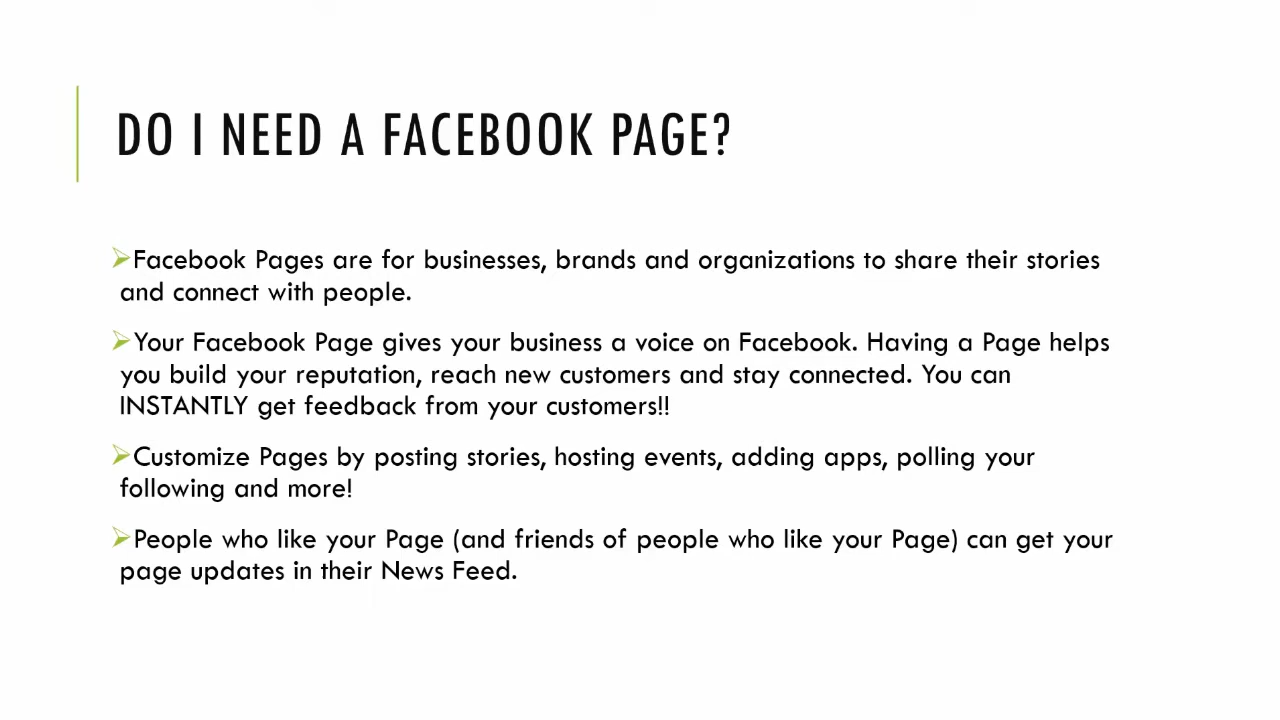 DO I NEED A FACEBOOK PAGE?
➢Facebook Pages are for businesses, brands and organizations to share their stories
and connect with people.
➢Your Facebook Page gives your business a voice on Facebook. Having a Page helps
you build your reputation, reach new customers and stay connected. You can
INSTANTLY get feedback from your customers!!
➢Customize Pages by posting stories, hosting events, adding apps, polling your
following and more!
➢People who like your Page (and friends of people who like your Page) can get your
page updates in their News Feed.